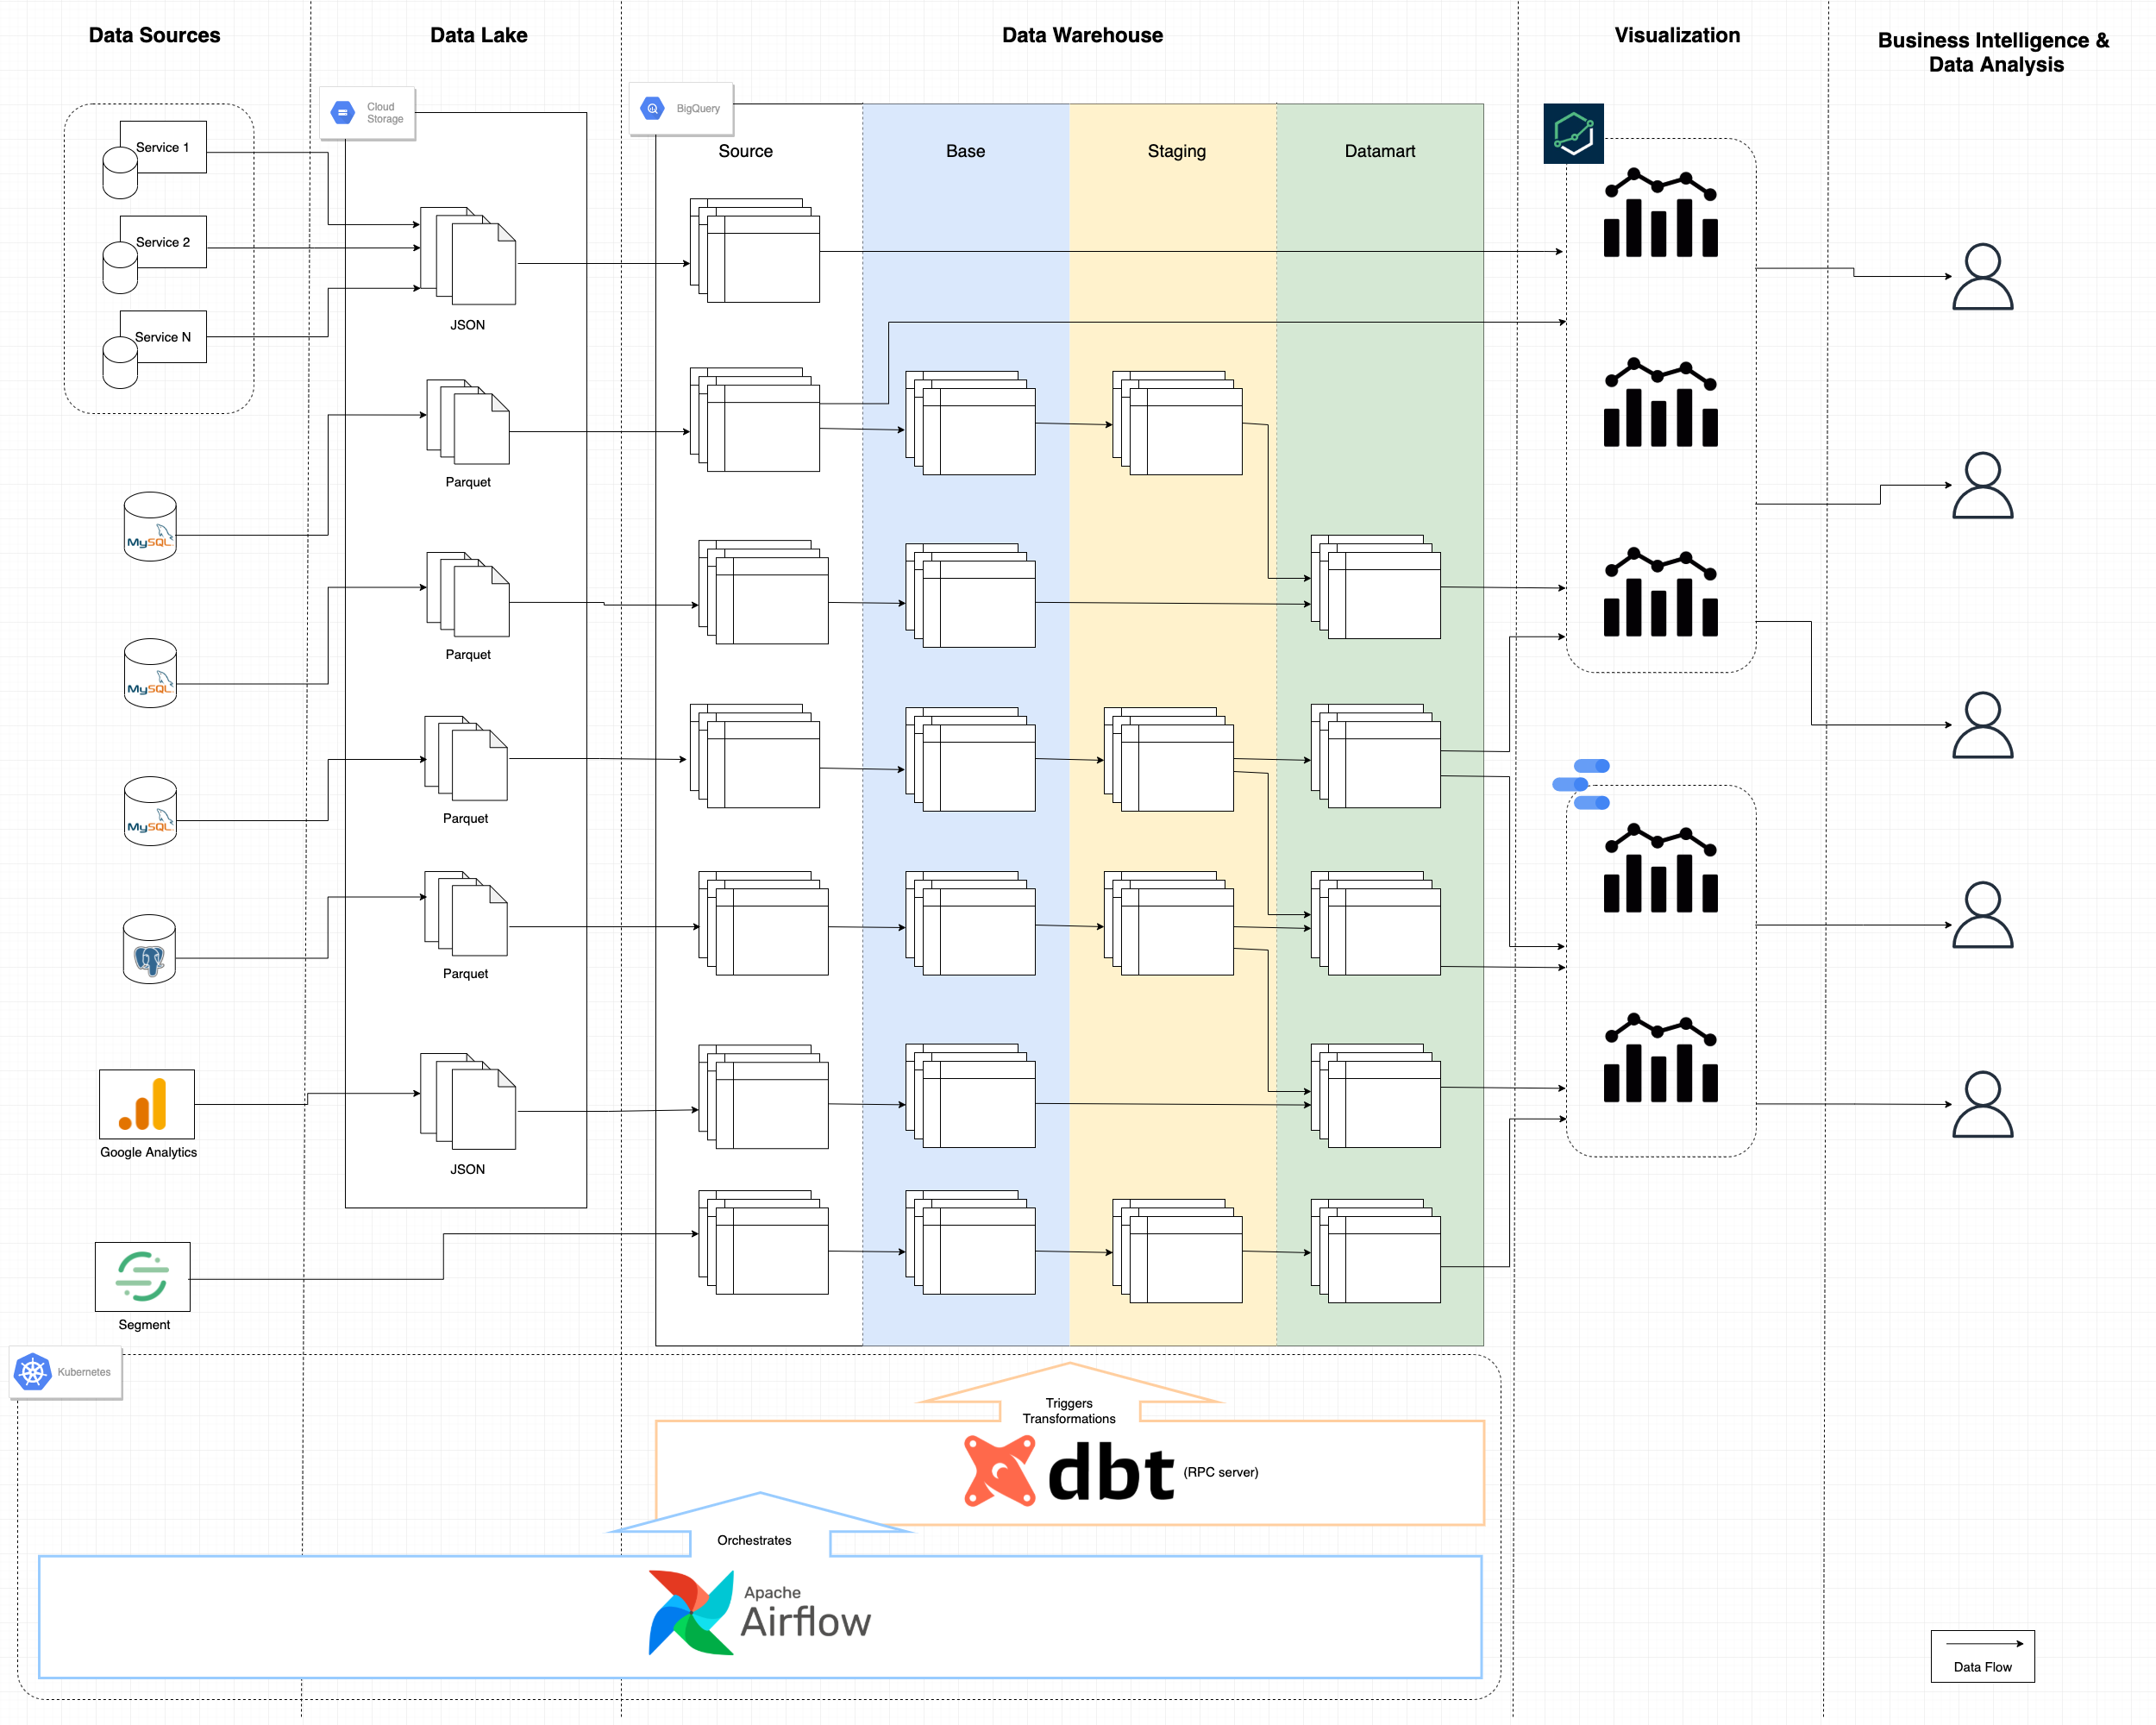 Data Sources
Data Lake
Data Warehouse
Visualization
Business Intelligence &
Data Analysis
Cloud
Storage
BigQuery
Source
Base
Staging
Datamart
Service 1
Service 2
Service N
JSON
Parquet
MySQL
Parquet
MySQL
Parquet
MySQL
Parquet
Google Analytics
JSON
Segment
Kubernetes
Triggers
Transformations
dbt
(RPC server)
Orchestrates
Apache
Airflow
Data Flow